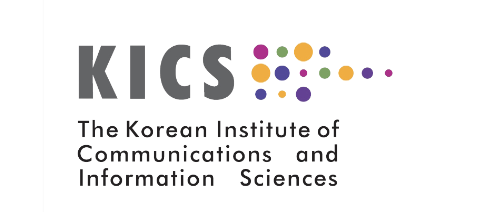 KICS
The Korean Institute of
Communications and
Information Sciences